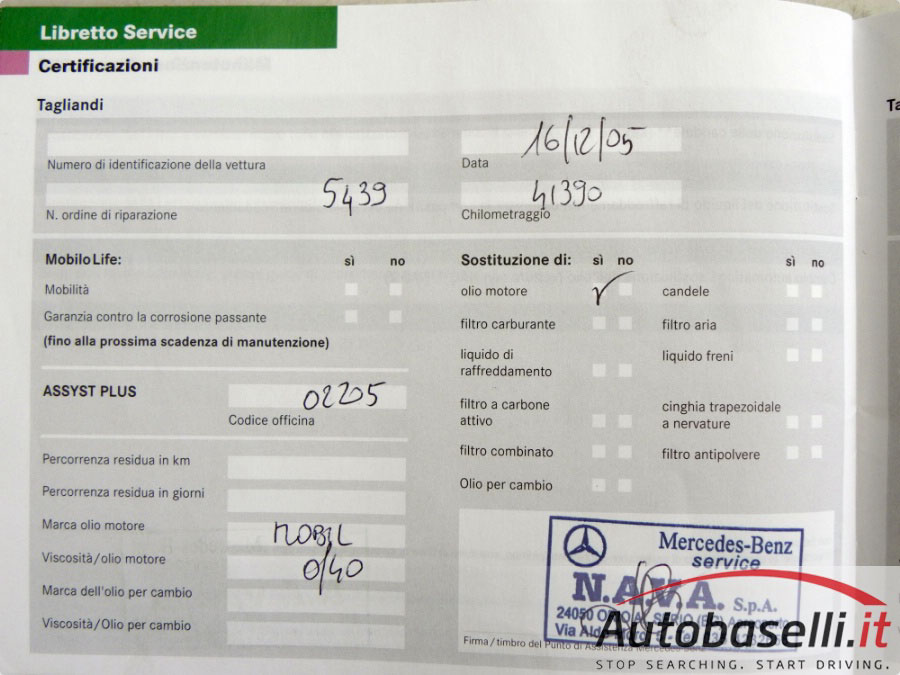 Libretto Service
Certificazioni
Tagliandi
Ta
Numero di identificazione della vettura
16/12/05
Data
5439
N. ordine di riparazione
41390
Chilometraggio
MobiloLife: sì no
Mobilità
Garanzia contro la corrosione passante
(fino alla prossima scadenza di manutenzione)
ASSYST PLUS
02205
Codice officina
Percorrenza residua in km
Percorrenza residua in giorni
Marca olio motore MOBIL
Viscosità/olio motore 0/40
Marca dell'olio per cambio
Viscosità/Olio per cambio
Sostituzione di: sì no sì no
olio motore candele
filtro carburante filtro aria
liquido di
raffreddamento
liquido freni
filtro a carbone
attivo
cinghia trapezoidale
a nervature
filtro combinato filtro antipolvere
Olio per cambio
Mercedes-Benz
service
N.A.V.A. S.p.A.
24050
Via
Firma/timbro del Punto di Assistenza Mercedes-Benz
Autobaselli.it
STOP SEARCHING. START DRIVING.